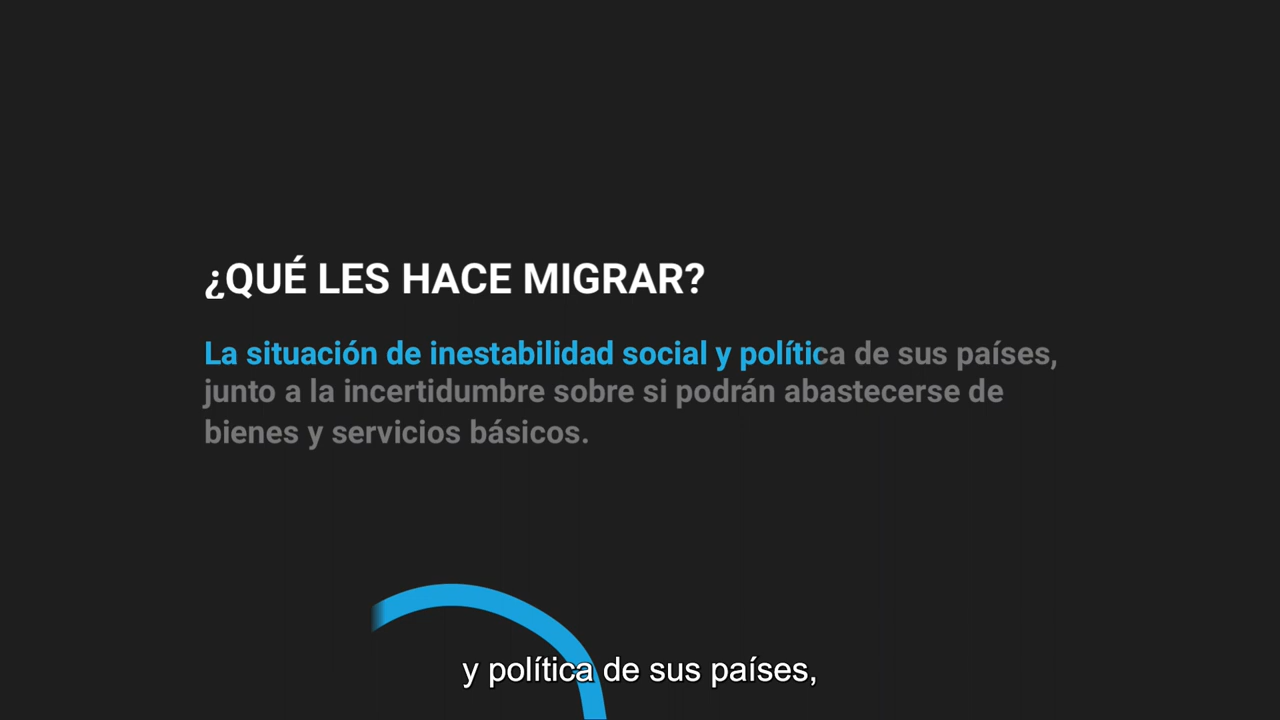 ¿QUÉ LES HACE MIGRAR?
La situación de inestabilidad social y política de sus países,
junto a la incertidumbre sobre si podrán abastecerse de
bienes y servicios básicos.
y política de sus países,